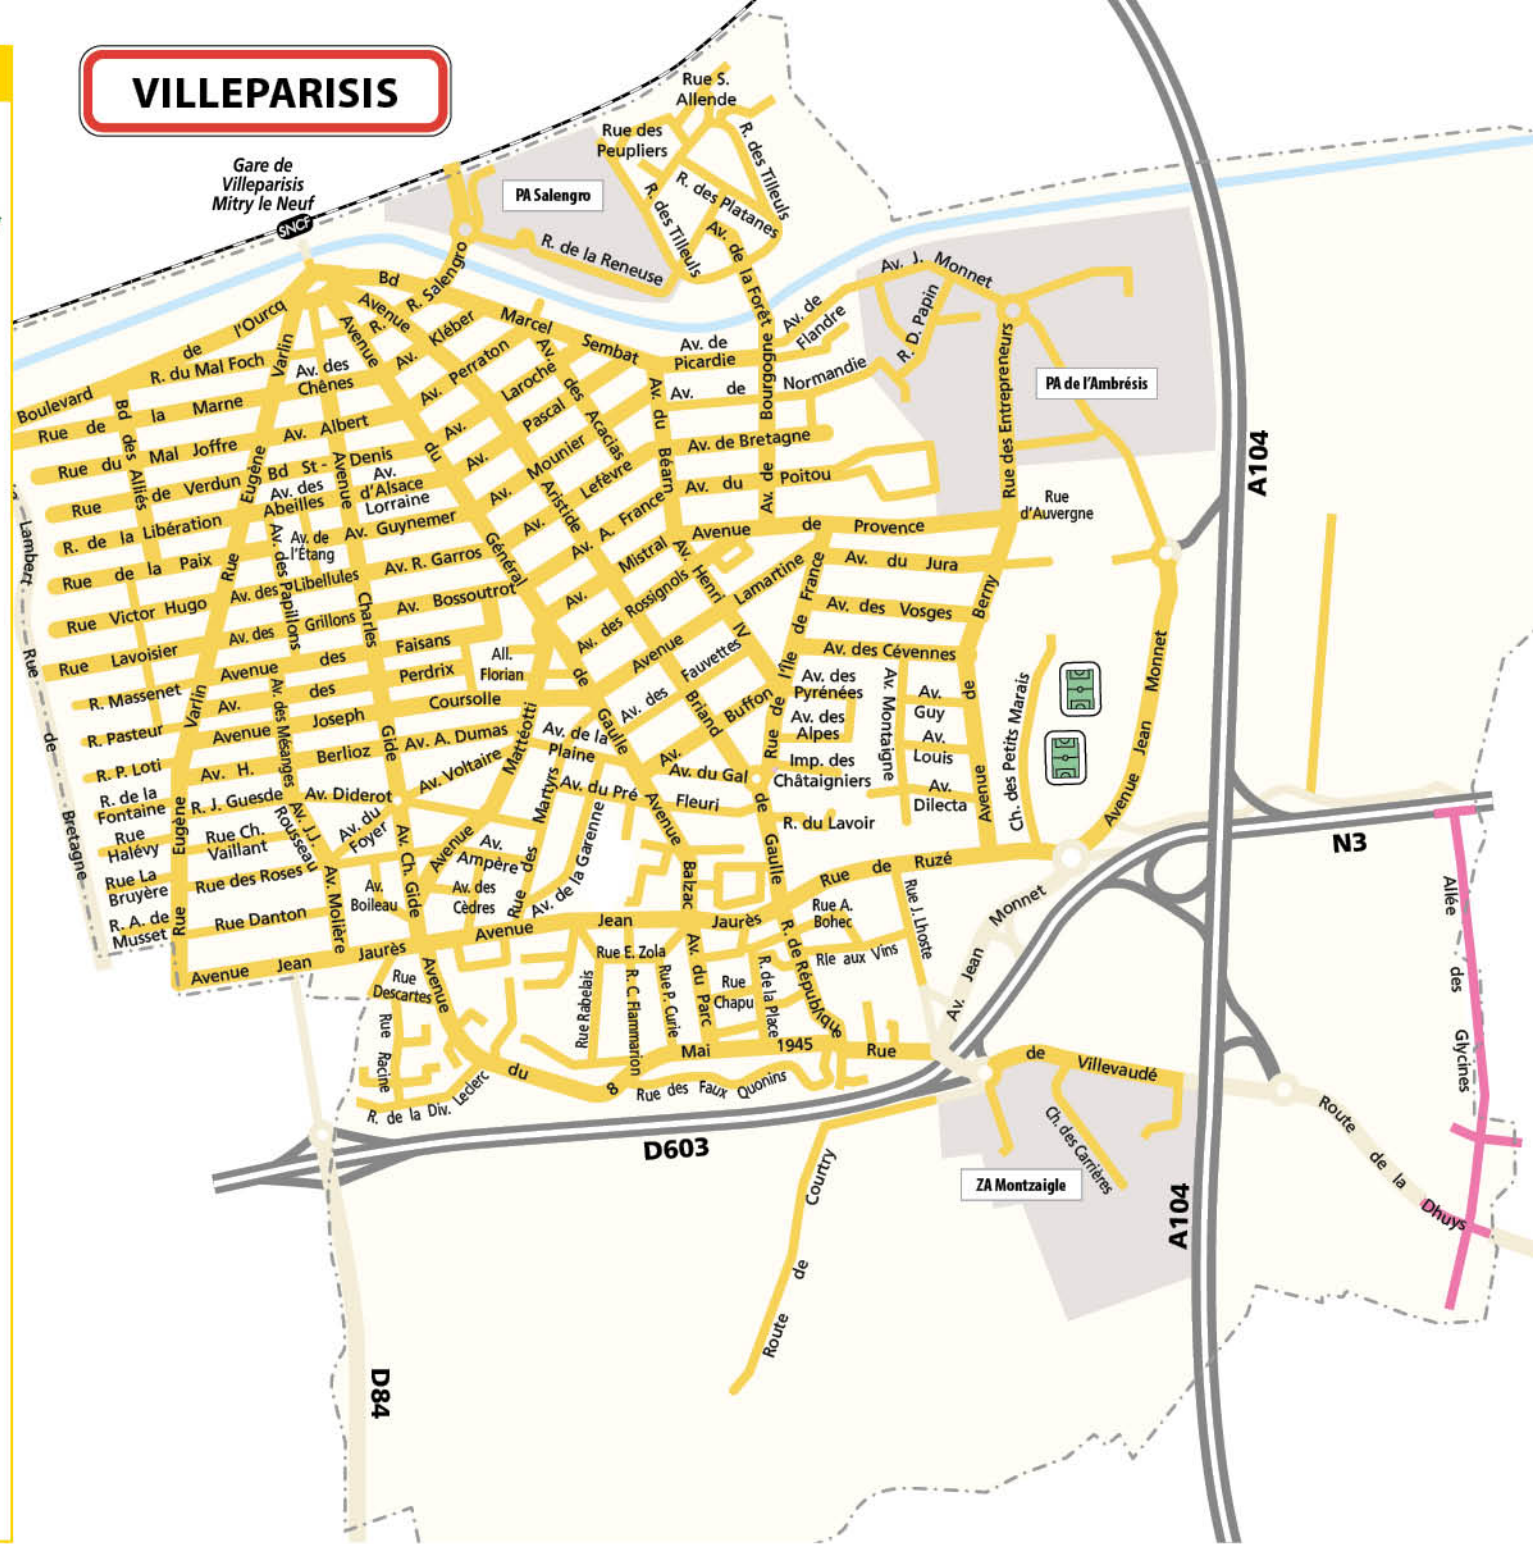 VILLEPARISIS
Gare de
Villeparisis
Mitry le Neuf
SNCF
Rue S.
Allende
Rue des
Peupliers
R. des Tilleuls
PA Salengro
R. des Platanes
R. des Tilleuls
R. de la Reneuse
Av. de la Forêt
Av. J. Monnet
R. D. Papin
Av. de
Flandre
Bd Marcel Sembat
R. R. Salengro
Boulevard de l'Ourcq
R. du Mal Foch
Rue de la Marne
Av. des
Chênes
Av. Kléber
Av. Perraton
Av. Laroche
Av. Pascal
Av. des Acacias
Av. de
Picardie
Av. de Normandie
Av. de Bourgogne
Av. de Bretagne
Av. du Poitou
Av. du Béarn
PA de l'Ambrésis
Rue des Entrepreneurs
A104
Rue du Mal Joffre
Av. Albert
Bd des Alliés
Rue de Verdun
Bd St - Denis
Av. des
Abeilles
Av.
d'Alsace
Lorraine
R. de la Libération
Av. de
l'Étang
Av. Guynemer
Rue de la Paix
Av. des Libellules
Av. R. Garros
Av. des Papillons
Rue Victor Hugo
Av. des Grillons
Av. Bossoutrot
Rue Lavoisier
Avenue des Faisans
R. Massenet
Av. des Perdrix
All.
Florian
R. Pasteur
Avenue Joseph Coursolle
R. P. Loti
Av. H. Berlioz
Av. A. Dumas
Av. des Mésanges
R. de la
Fontaine
R. J. Guesde
Av. Diderot
Av. Voltaire
Rue
Halévy
Rue Ch.
Vaillant
Av. J.J.
Rousseau
Av. du
Foyer
Rue La
Bruyère
Rue des Roses
R. A. de
Musset
Rue Danton
Av. Molière
Av.
Boileau
Av. Ch. Gide
Avenue Charles Gide
Rue Eugène Varlin
Rue Eugène Varlin
Lambert
Rue de Bretagne
Avenue Jean Jaurès
Avenue Jean Jaurès
Avenue du Général de Gaulle
Avenue Aristide Briand
Av. Mounier
Av. Lefèvre
Av. A. France
Av. Mistral
Av. des Rossignols
Avenue Lamartine
Av. Henri IV
Av. des Fauvettes
Av. Buffon
Avenue de Provence
Rue
d'Auvergne
Av. du Jura
Av. des Vosges
Av. des Cévennes
Rue de l'Île de France
Av. des
Pyrénées
Av. des
Alpes
Imp. des
Châtaigniers
Av. Montaigne
Av.
Guy
Av.
Louis
Av.
Dilecta
Avenue de Berny
Ch. des Petits Marais
Avenue Jean Monnet
Avenue Mattéotti
Av. de la
Plaine
Av. du Pré
Av. du Gal de Gaulle
Fleuri
R. du Lavoir
Avenue Balzac
Rue des Martyrs
Av. de la Garenne
Av.
Ampère
Av. des
Cèdres
Rue de Ruzé
Rue J. Lhoste
Rue A.
Bohec
Rle aux Vins
R. de République
Av. Jean Monnet
N3
Allée des Glycines
Rue
Descartes
Rue Racine
R. de la Div. Leclerc
Avenue du 8 Mai 1945
Rue Rabelais
Rue E. Zola
R. C. Flammarion
Rue P. Curie
Av. du Parc
Rue
Chapu
R. de la Place
Rue des Faux Quonins
Rue de Villevaudé
Ch. des Carrières
ZA Montzaigle
Route de la Dhuys
D603
Route de Courtry
A104
D84